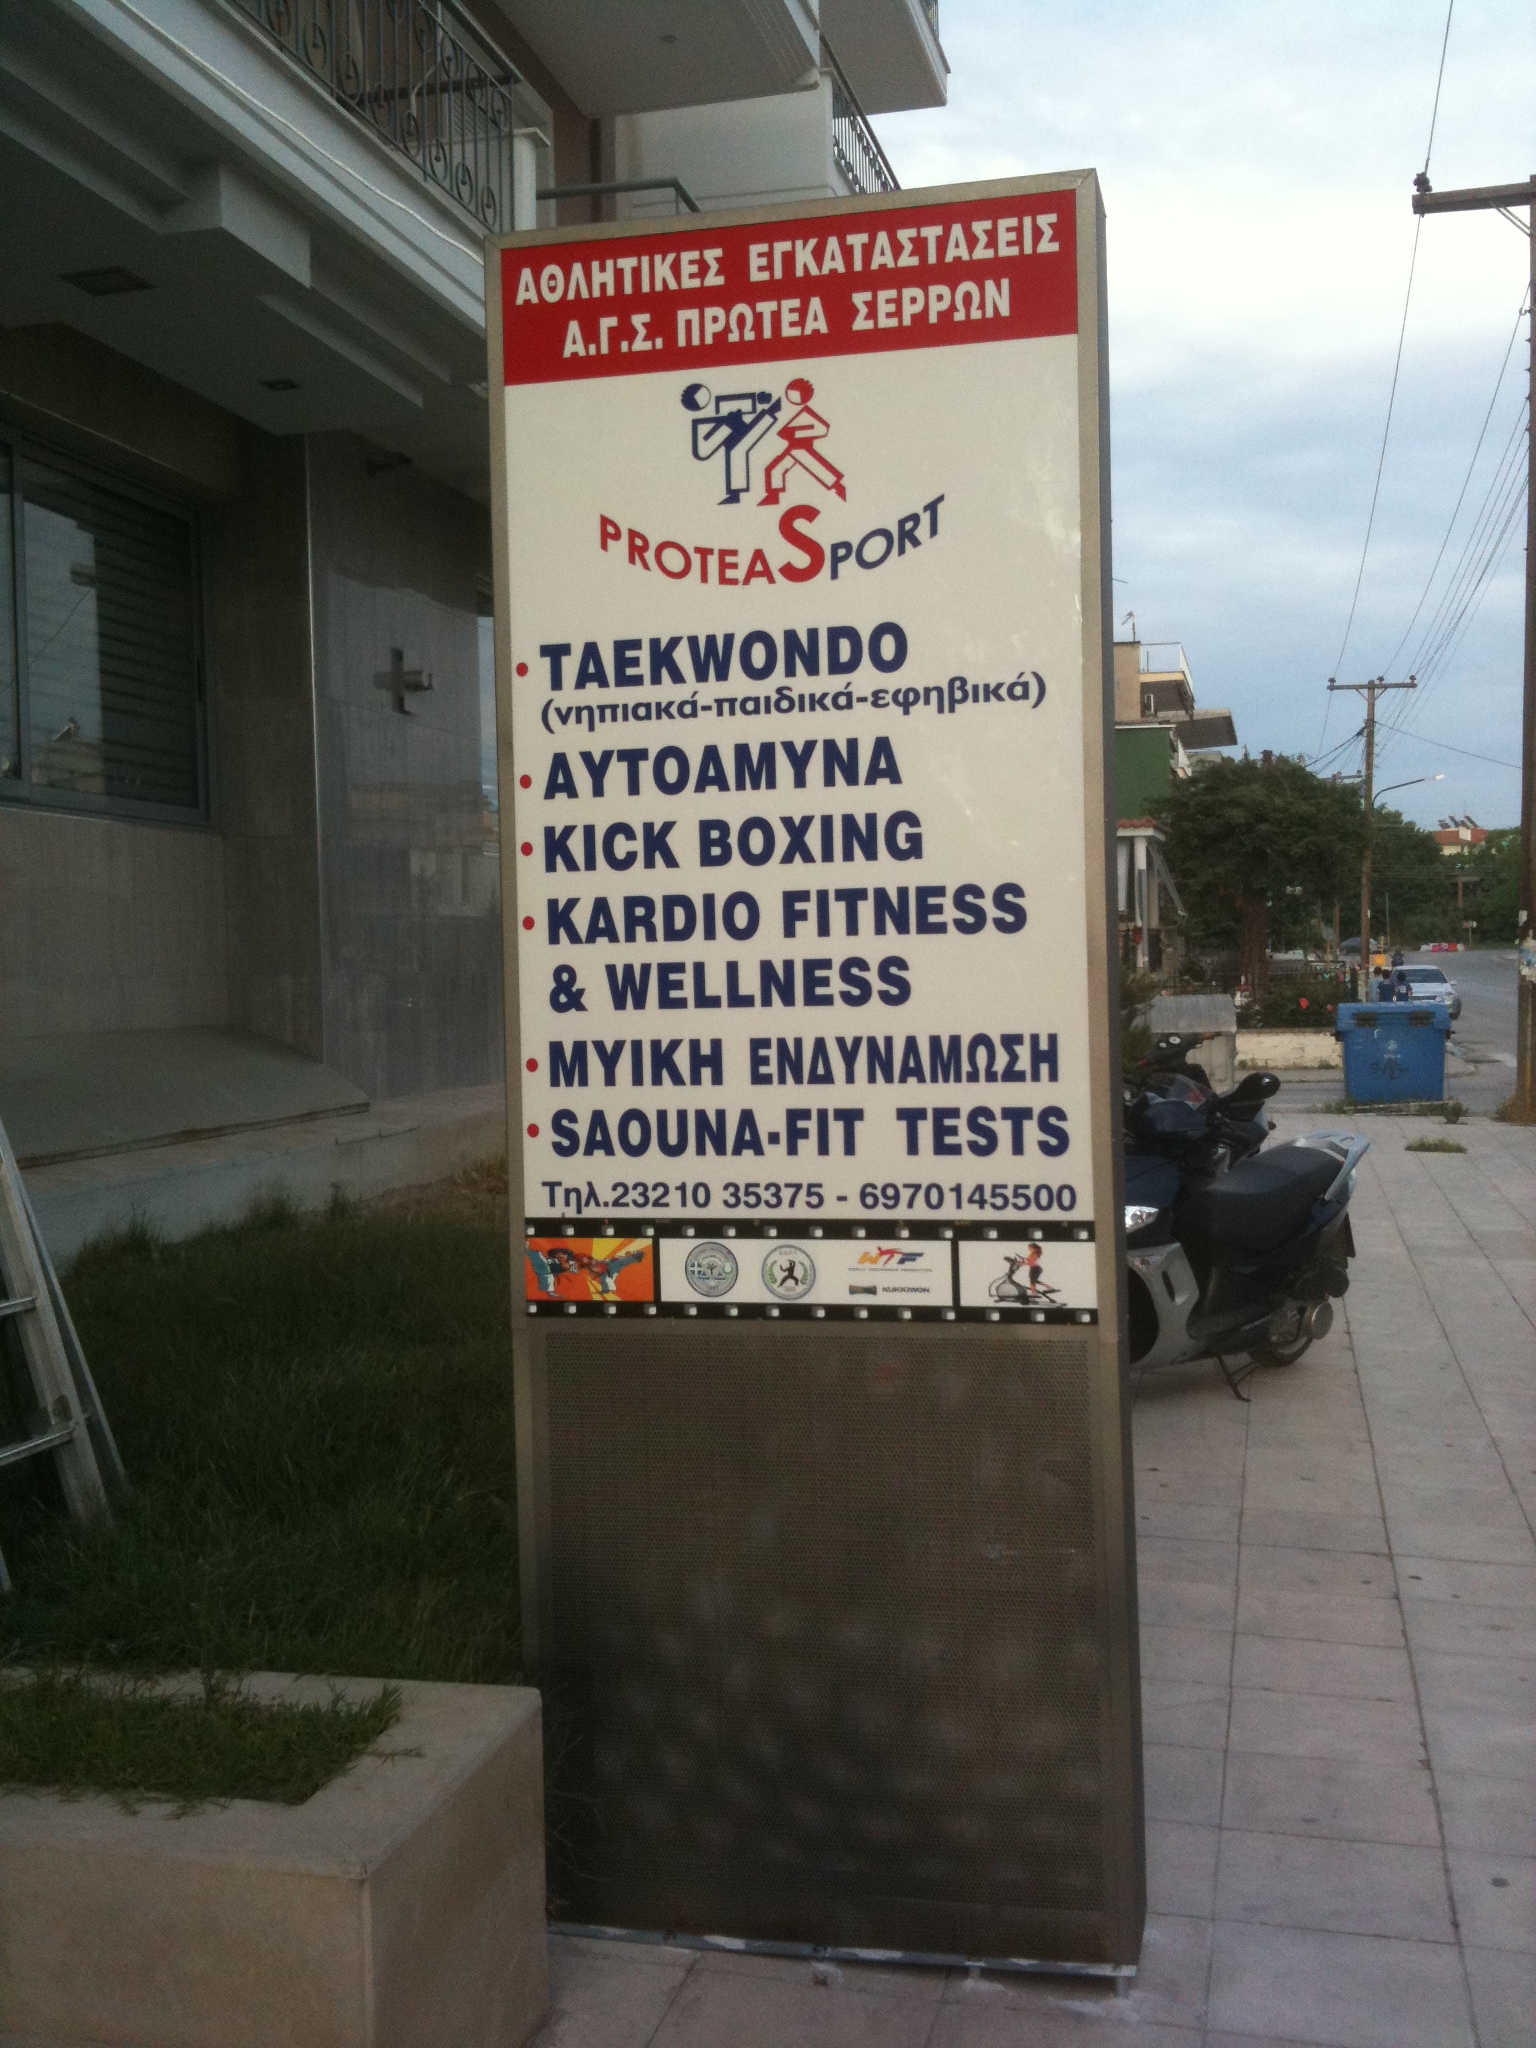 ΑΘΛΗΤΙΚΕΣ ΕΓΚΑΤΑΣΤΑΣΕΙΣ
Α.Γ.Σ. ΠΡΩΤΕΑ ΣΕΡΡΩΝ
PROTEASPORT
• TAEKWONDO
(νηπιακά-παιδικά-εφηβικά)
• ΑΥΤΟΑΜΥΝΑ
• KICK BOXING
• KARDIO FITNESS
& WELLNESS
• ΜΥΙΚΗ ΕΝΔΥΝΑΜΩΣΗ
• SAOUNA-FIT TESTS
Τηλ.23210 35375 - 6970145500
WTF
KUKKIWON